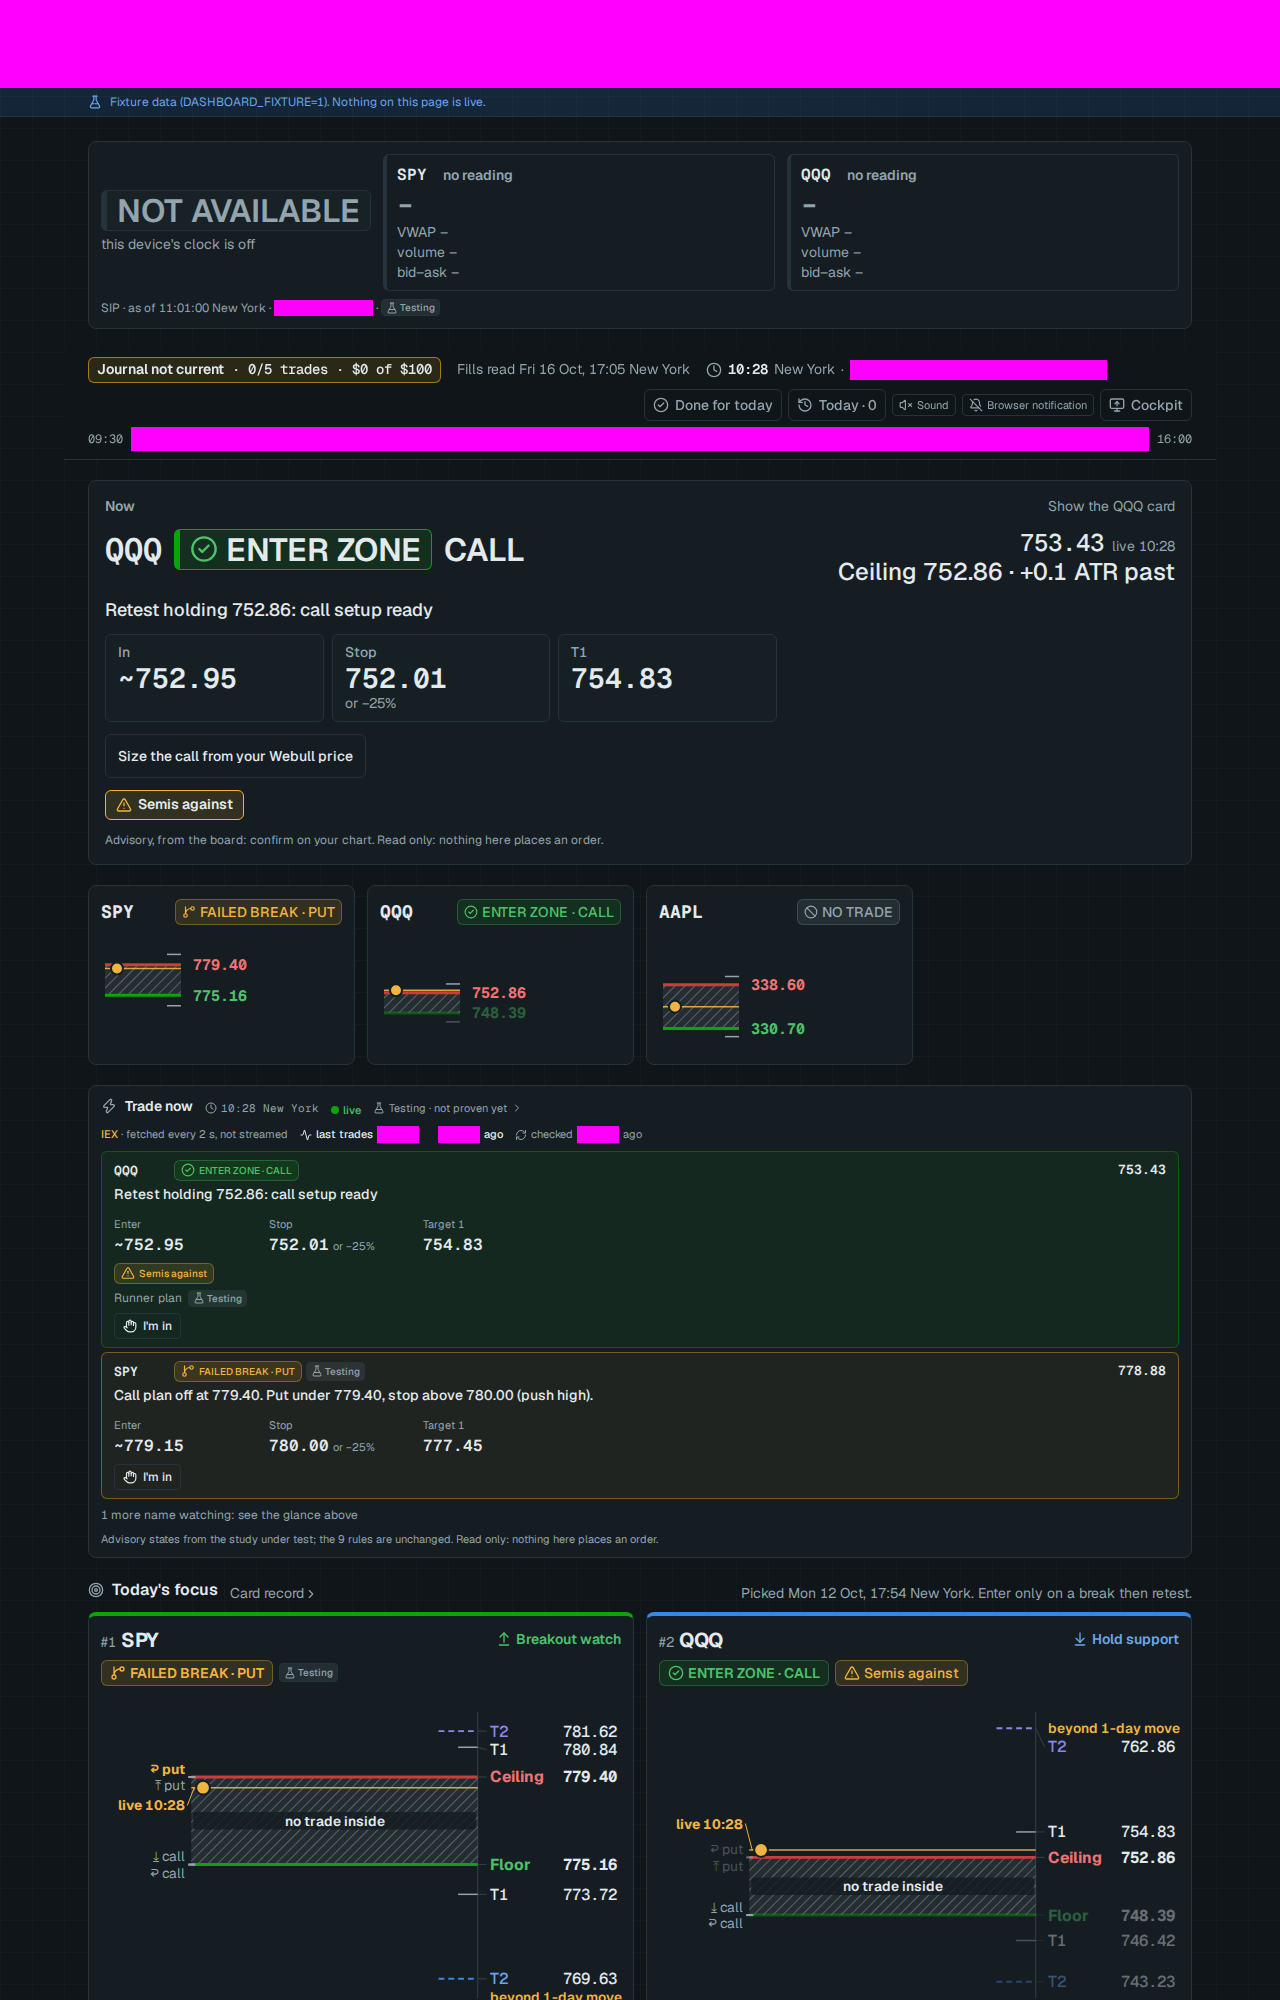 Fixture data (DASHBOARD_FIXTURE=1). Nothing on this page is live.
NOT AVAILABLE
this device's clock is off
SPY no reading
–
VWAP –
volume –
bid–ask –
QQQ no reading
–
VWAP –
volume –
bid–ask –
SIP · as of 11:01:00 New York · · Testing
Journal not current · 0/5 trades · $0 of $100
Fills read Fri 16 Oct, 17:05 New York
10:28 New York ·
Done for today
Today · 0
Sound
Browser notification
Cockpit
09:30
16:00
Now
Show the QQQ card
QQQ ENTER ZONE CALL
753.43 live 10:28
Ceiling 752.86 · +0.1 ATR past
Retest holding 752.86: call setup ready
In
~752.95
Stop
752.01
or −25%
T1
754.83
Size the call from your Webull price
Semis against
Advisory, from the board: confirm on your chart. Read only: nothing here places an order.
SPY FAILED BREAK · PUT
779.40
775.16
QQQ ENTER ZONE · CALL
752.86
748.39
AAPL NO TRADE
338.60
330.70
Trade now 10:28 New York live Testing · not proven yet
IEX · fetched every 2 s, not streamed last trades ago checked ago
QQQ ENTER ZONE · CALL 753.43
Retest holding 752.86: call setup ready
Enter Stop Target 1
~752.95 752.01 or −25% 754.83
Semis against
Runner plan Testing
I'm in
SPY FAILED BREAK · PUT Testing 778.88
Call plan off at 779.40. Put under 779.40, stop above 780.00 (push high).
Enter Stop Target 1
~779.15 780.00 or −25% 777.45
I'm in
1 more name watching: see the glance above
Advisory states from the study under test; the 9 rules are unchanged. Read only: nothing here places an order.
Today's focus Card record
Picked Mon 12 Oct, 17:54 New York. Enter only on a break then retest.
#1 SPY Breakout watch
FAILED BREAK · PUT Testing
T2 781.62
T1 780.84
put
put
Ceiling 779.40
live 10:28
no trade inside
call
call
Floor 775.16
T1 773.72
T2 769.63
beyond 1-day move
#2 QQQ Hold support
ENTER ZONE · CALL Semis against
beyond 1-day move
T2 762.86
live 10:28
T1 754.83
put
put
Ceiling 752.86
no trade inside
call
call
Floor 748.39
T1 746.42
T2 743.23